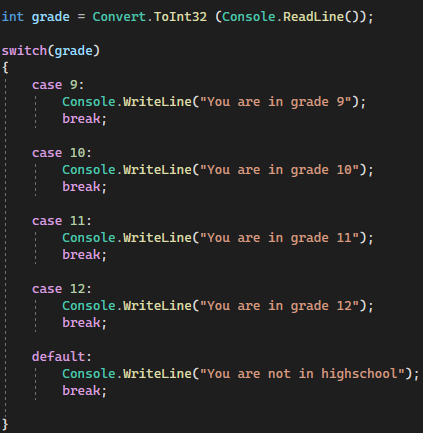 int grade = Convert.ToInt32 (Console.ReadLine());
switch(grade)
{
case 9:
Console.WriteLine("You are in grade 9");
break;
case 10:
Console.WriteLine("You are in grade 10");
break;
case 11:
Console.WriteLine("You are in grade 11");
break;
case 12:
Console.WriteLine("You are in grade 12");
break;
default:
Console.WriteLine("You are not in highschool");
break;
}